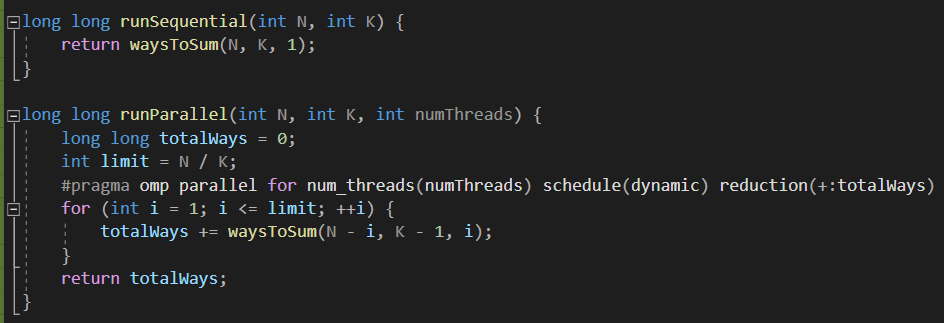 long long runSequential(int N, int K) {
    return waysToSum(N, K, 1);
}

long long runParallel(int N, int K, int numThreads) {
    long long totalWays = 0;
    int limit = N / K;
    #pragma omp parallel for num_threads(numThreads) schedule(dynamic) reduction(+:totalWays)
    for (int i = 1; i <= limit; ++i) {
        totalWays += waysToSum(N - i, K - 1, i);
    }
    return totalWays;
}